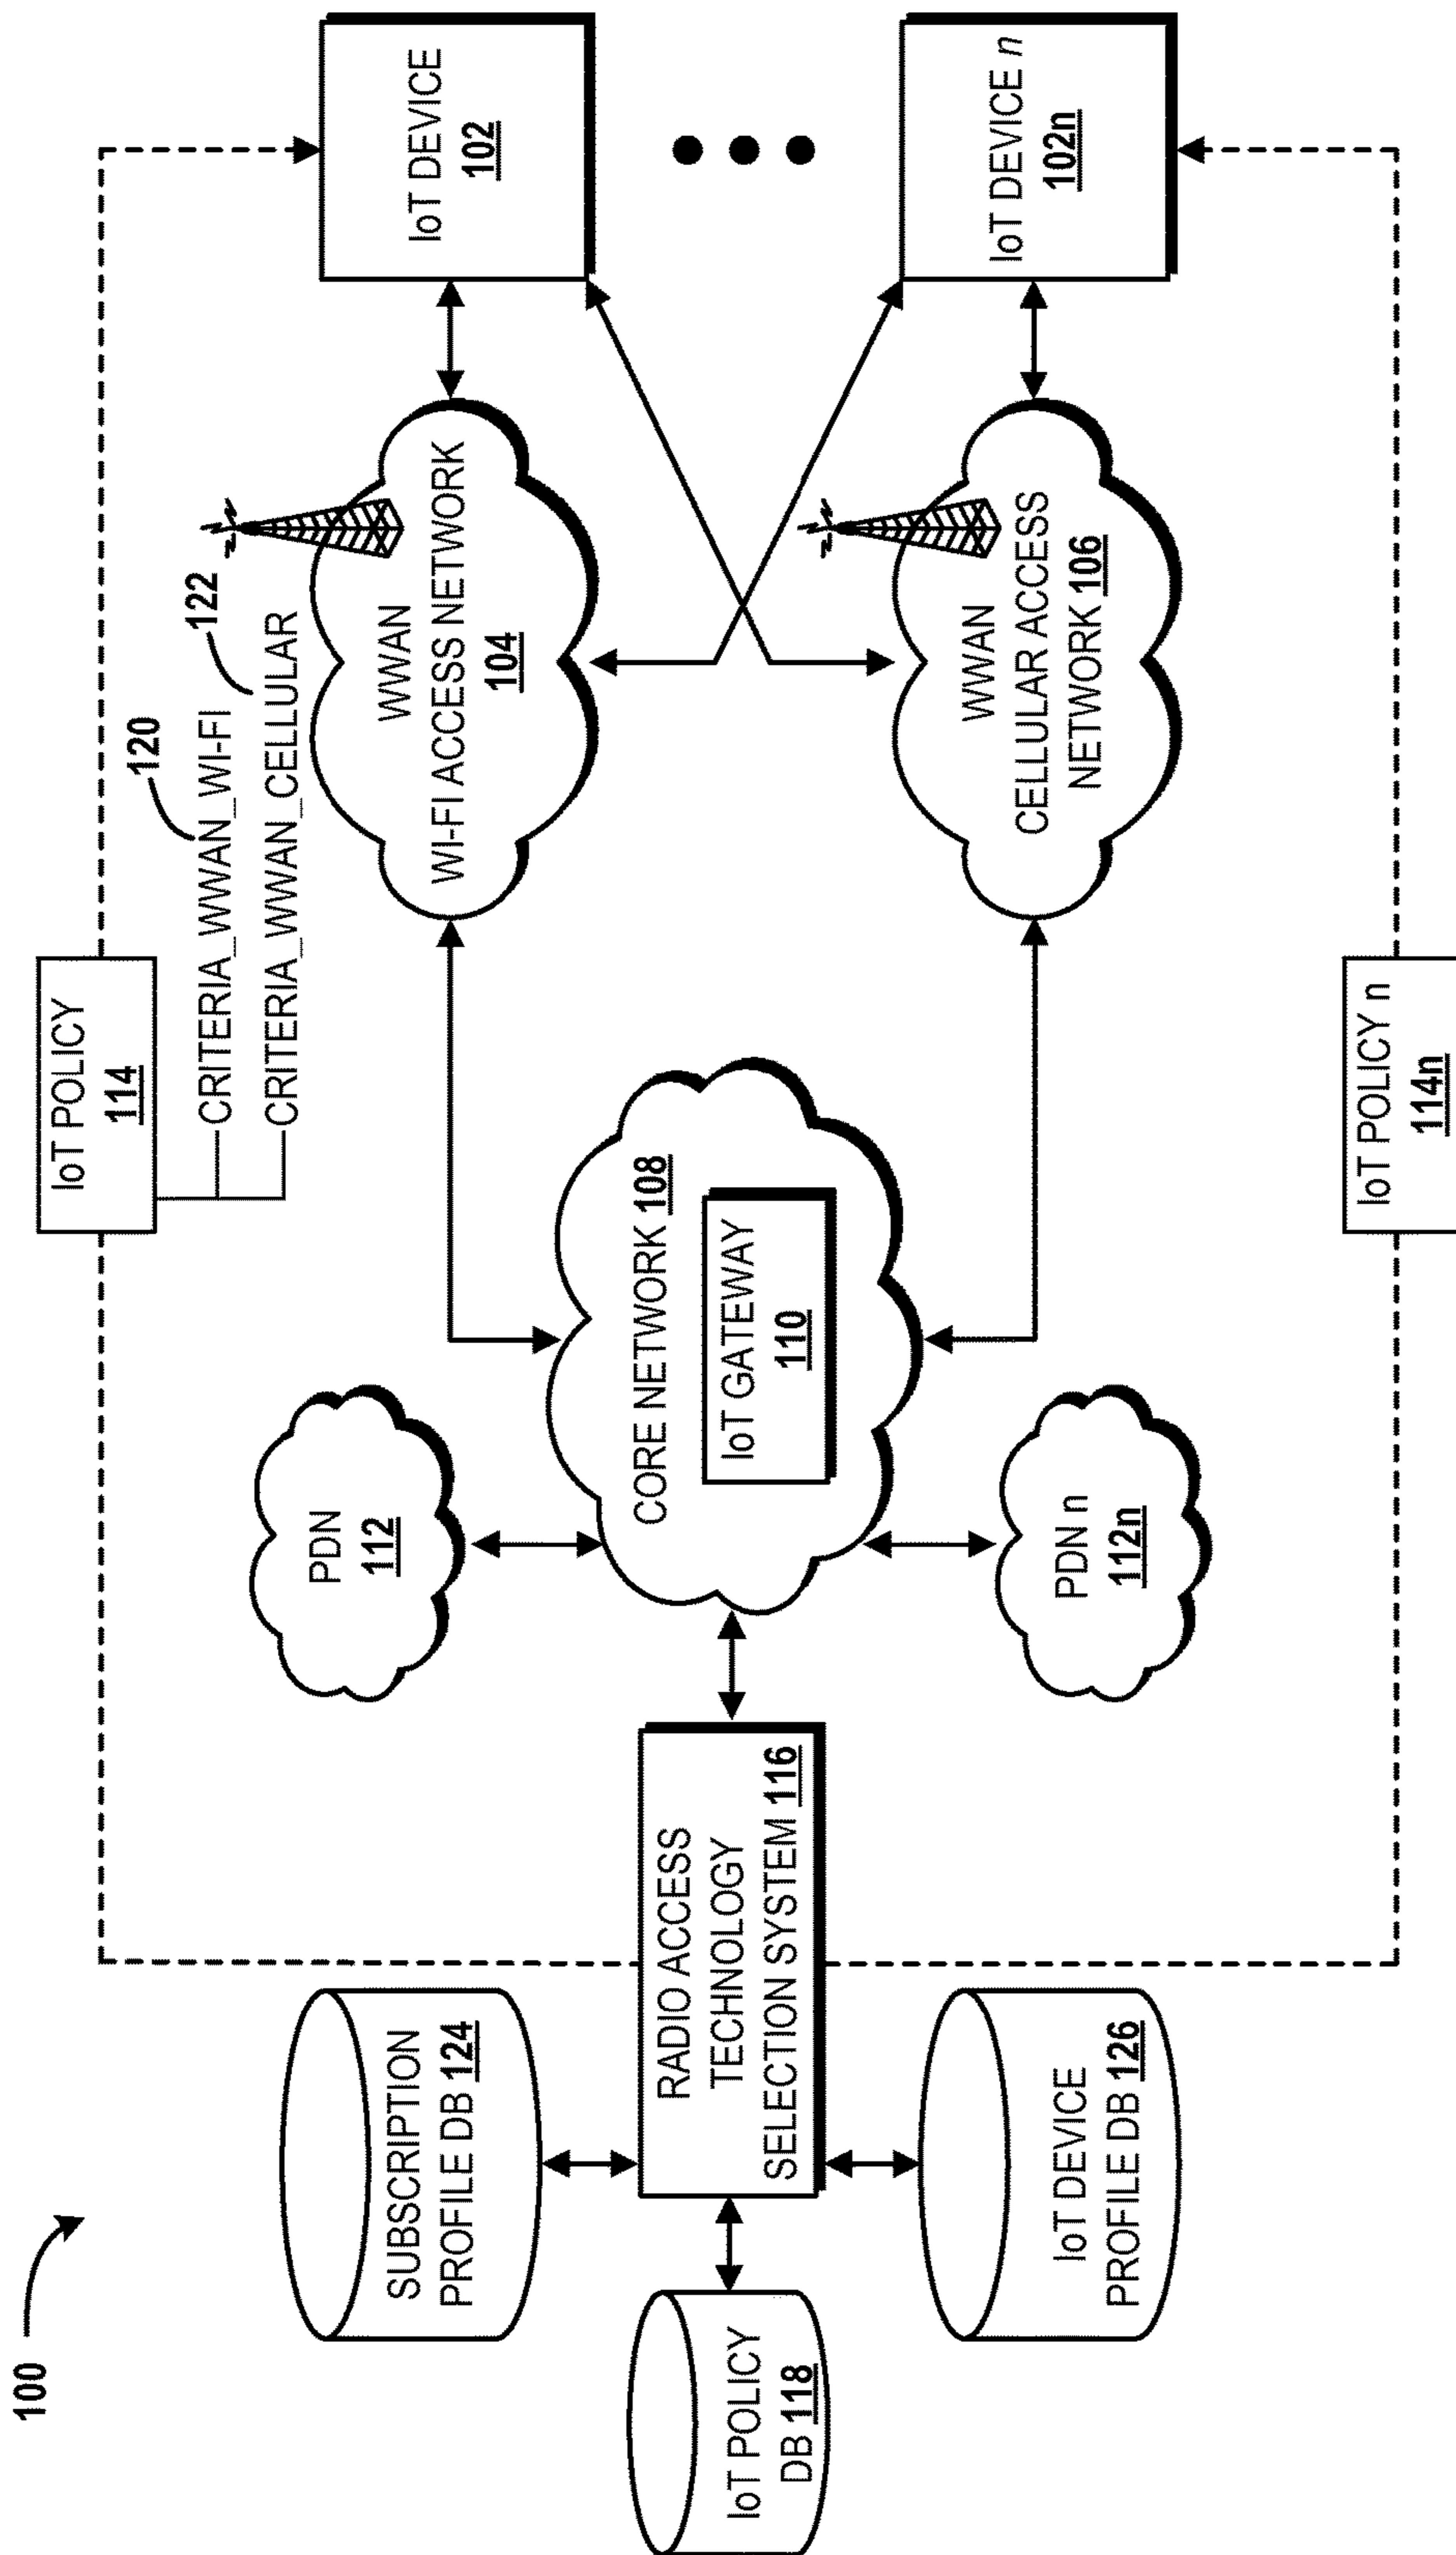 100
SUBSCRIPTION
PROFILE DB 124
IoT POLICY
DB 118
IoT DEVICE
PROFILE DB 126
RADIO ACCESS
TECHNOLOGY
SELECTION SYSTEM 116
PDN
112
PDN n
112n
CORE NETWORK 108
IoT GATEWAY
110
IoT POLICY
114
120
CRITERIA_WWAN_WI-FI
122
CRITERIA_WWAN_CELLULAR
IoT POLICY n
114n
WWAN
WI-FI ACCESS NETWORK
104
WWAN
CELLULAR ACCESS
NETWORK 106
IoT DEVICE
102
IoT DEVICE n
102n